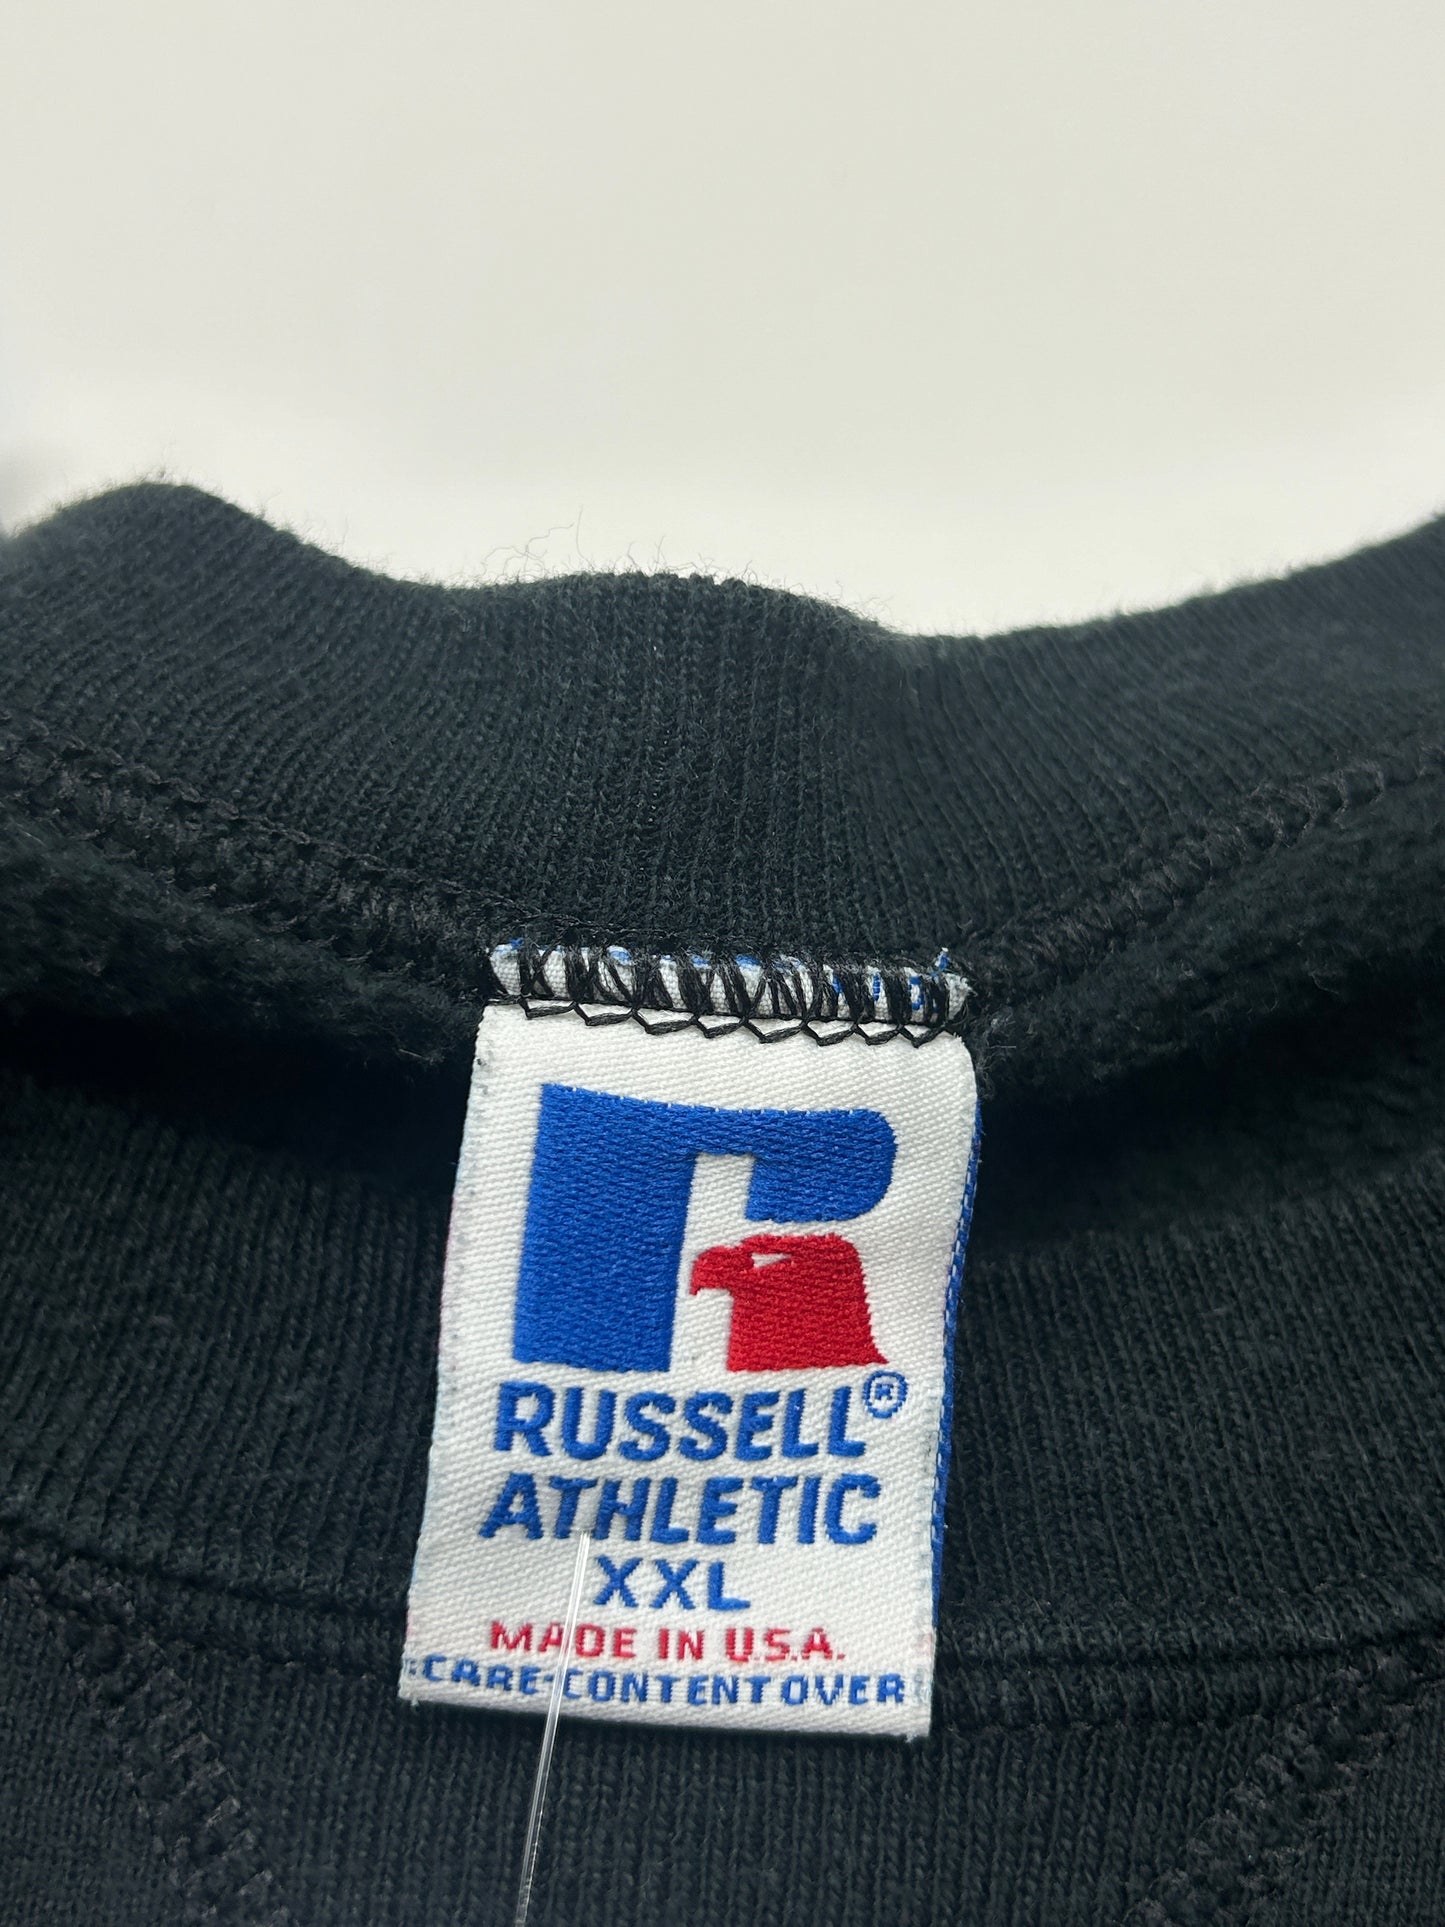 RUSSELL®
ATHLETIC
XXL
MADE IN U.S.A.
CARE-CONTENT OVER